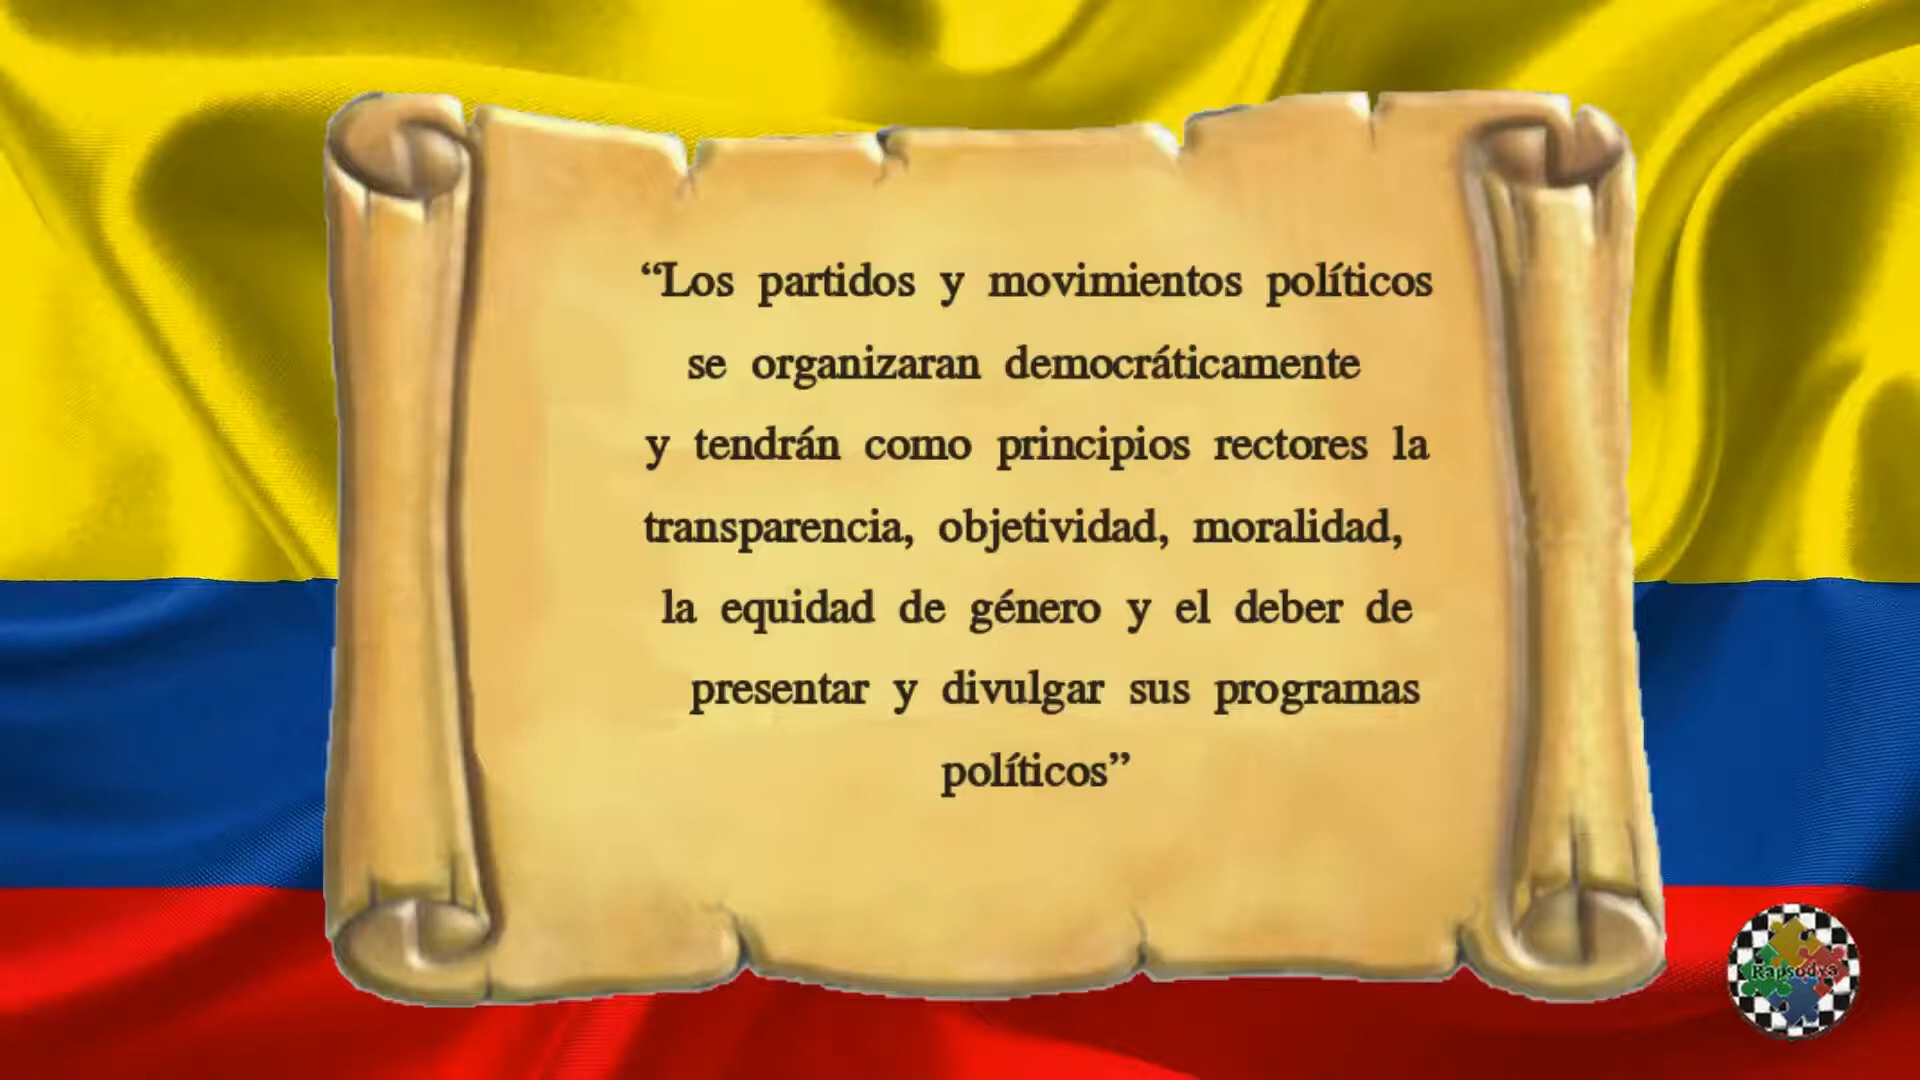 “Los partidos y movimientos políticos
se organizaran democráticamente
y tendrán como principios rectores la
transparencia, objetividad, moralidad,
la equidad de género y el deber de
presentar y divulgar sus programas
políticos”
Rapsodya